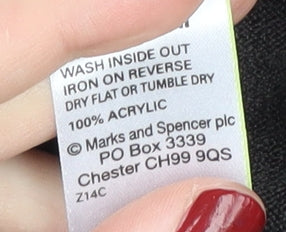 WASH INSIDE OUT
IRON ON REVERSE
DRY FLAT OR TUMBLE DRY
100% ACRYLIC
© Marks and Spencer plc
PO Box 3339
Chester CH99 9QS
Z14C